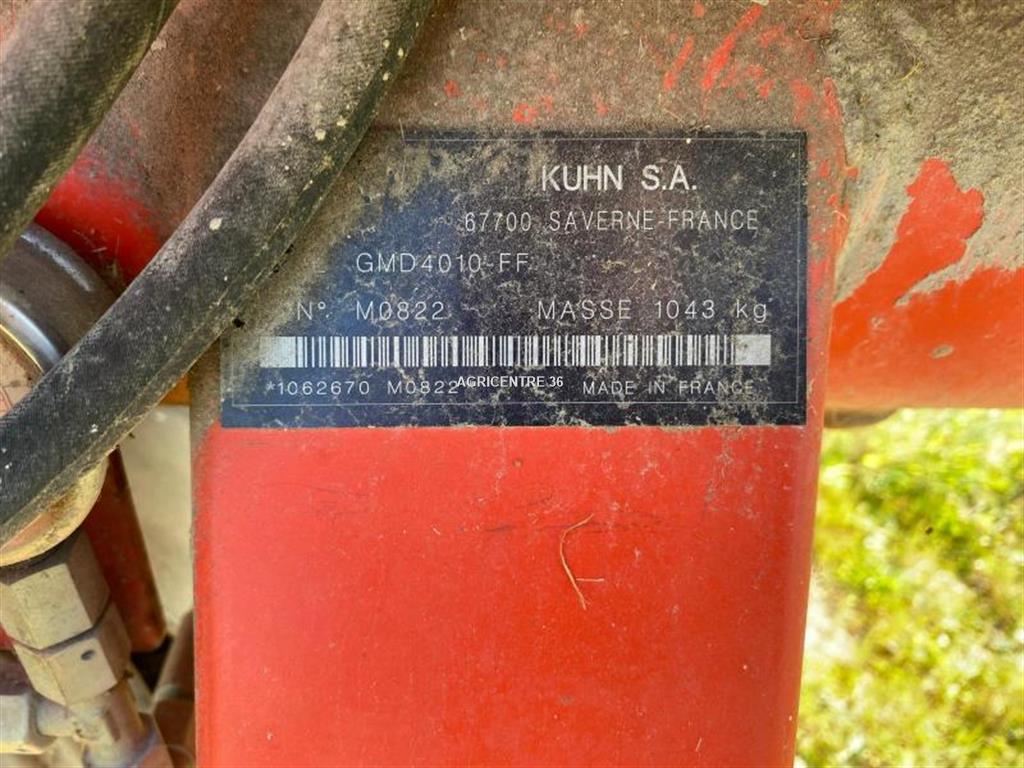 KUHN S.A.
67700 SAVERNE-FRANCE
GMD4010-FF
N° M0822 MASSE 1043 kg
*1062670 M0822 MADE IN FRANCE
AGRICENTRE 36